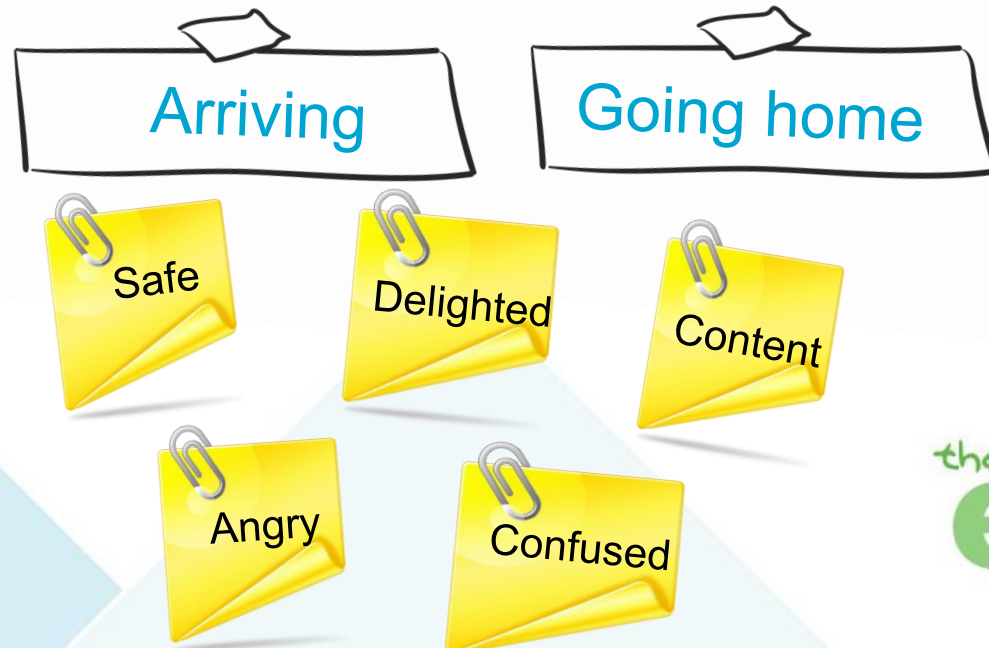 Arriving
Going home
Safe
Delighted
Content
Angry
Confused